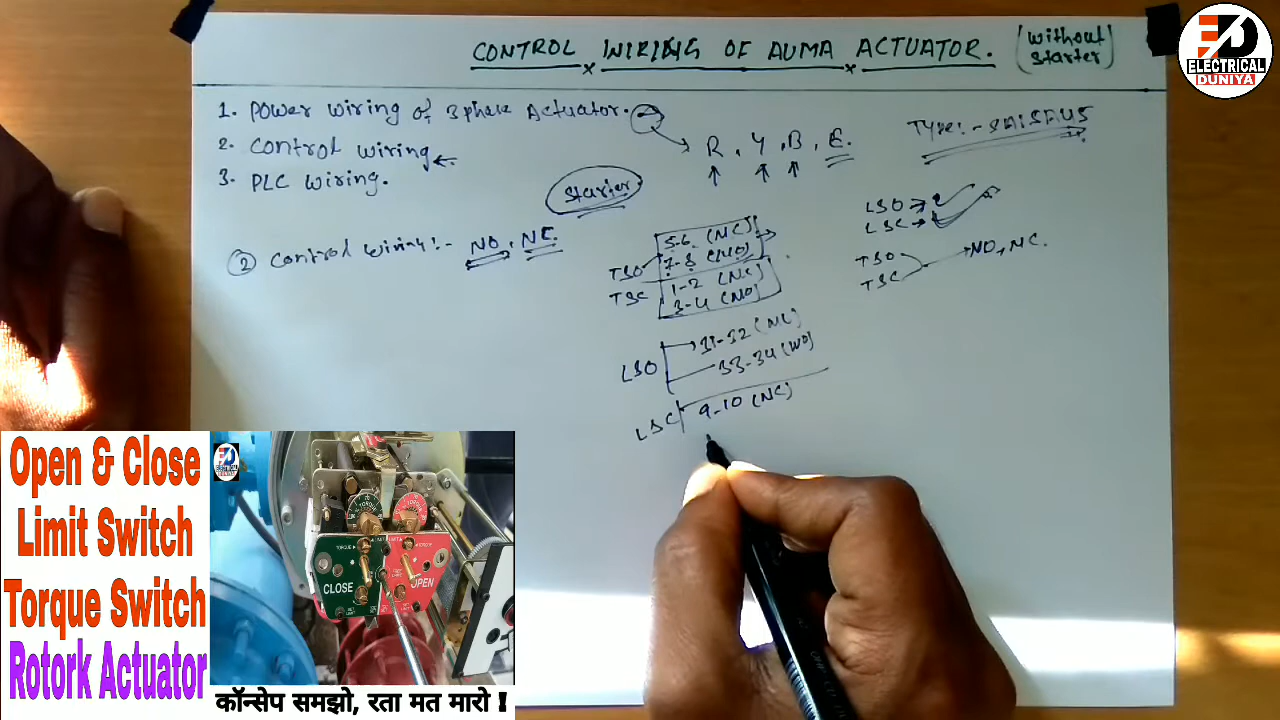 CONTROL WIRING OF AUMA ACTUATOR. (without starter)
ELECTRICAL
DUNIYA
1. Power wiring of 3 phase Actuator.
2. Control wiring
3. PLC wiring.
R, Y, B, E.
Type:-
Starter
② Control wiring:- NO, NC.
TSO
5-6. (NC)
7-8 (NO)
TSC
1-2 (NC)
3-4 (NO)
LSO
LSC
TSO
TSC
NO, NC.
LSO
31-32 (NC)
33-34 (NO)
LSC
9-10 (NC)
Open & Close
Limit Switch
Torque Switch
Rotork Actuator
CLOSE
OPEN
कॉन्सेप समझो, रता मत मारो !